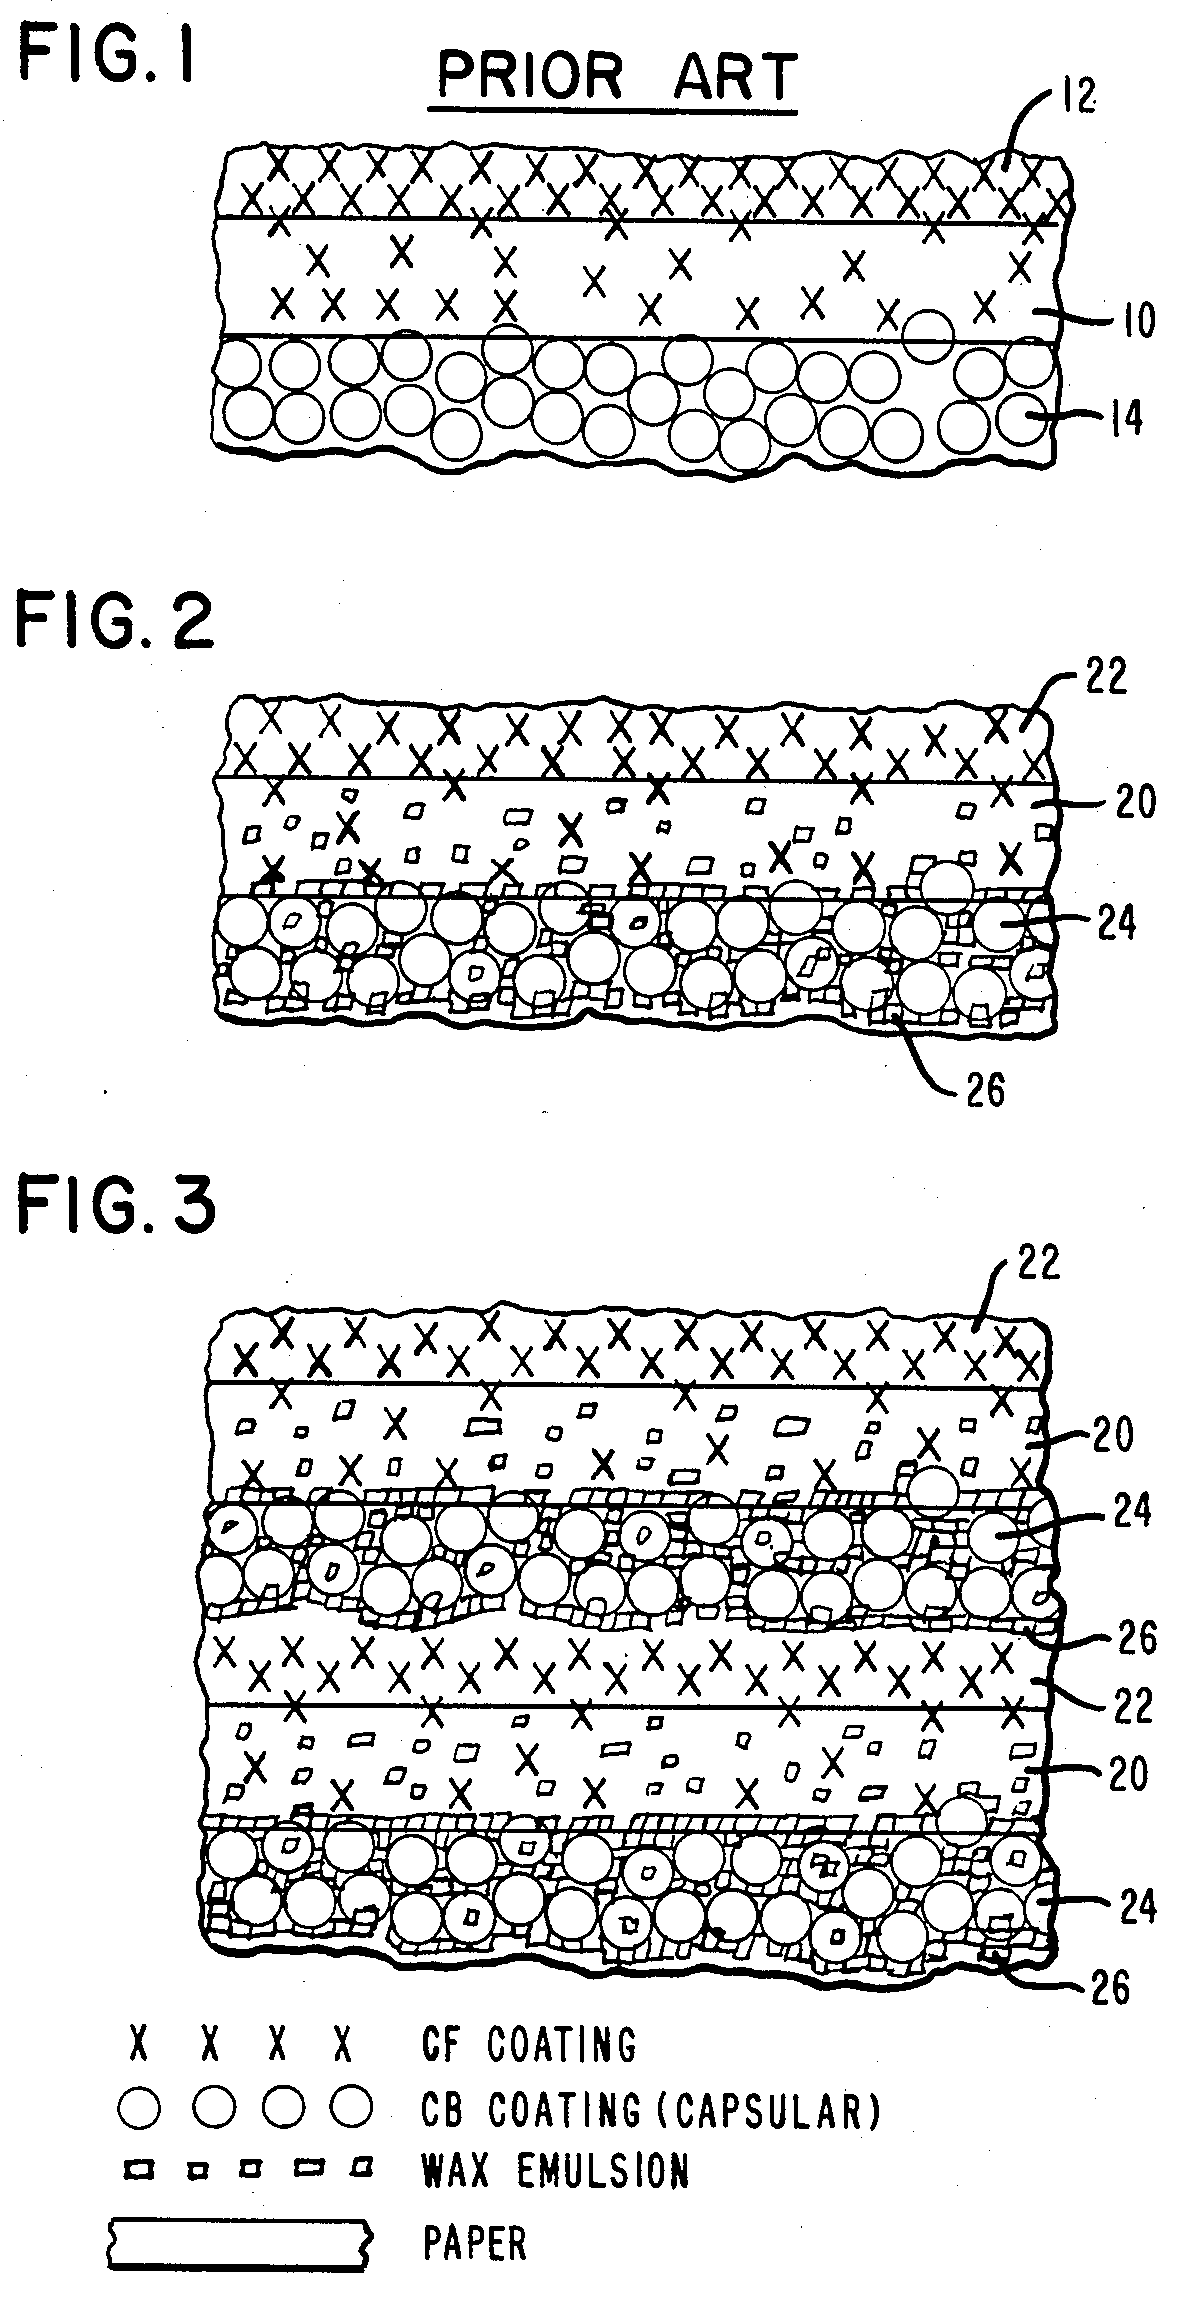 FIG. 1
PRIOR ART
12
10
14
FIG. 2
22
20
24
26
FIG. 3
22
20
24
26
22
20
24
26
X X X X CF COATING
CB COATING (CAPSULAR)
WAX EMULSION
PAPER